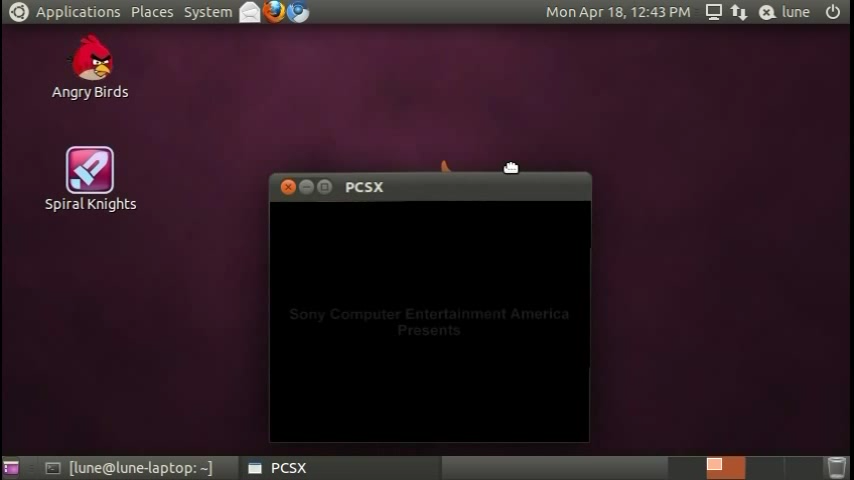 Applications Places System
Mon Apr 18, 12:43 PM
lune
Angry Birds
Spiral Knights
PCSX
Sony Computer Entertainment America
Presents
[lune@lune-laptop: ~]
PCSX